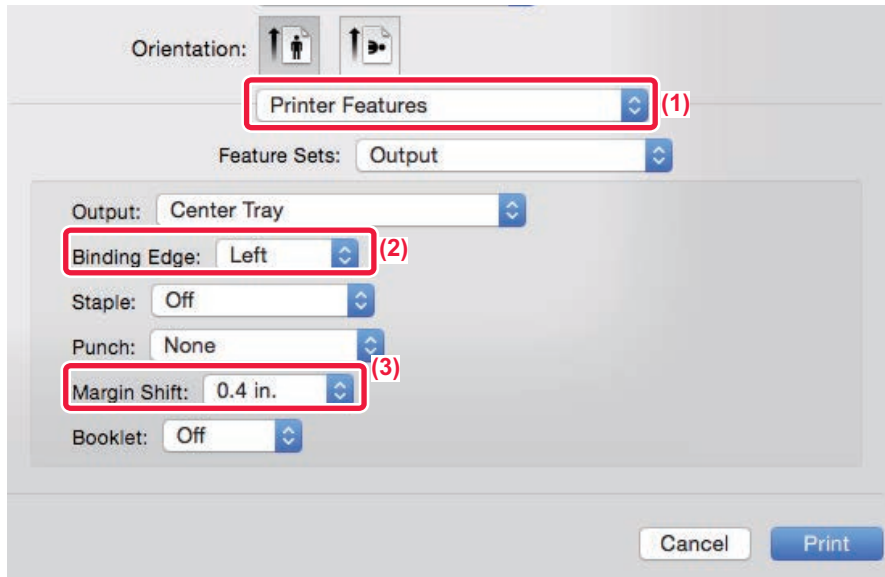 Orientation:
Printer Features (1)
Feature Sets: Output
Output: Center Tray
Binding Edge: Left (2)
Staple: Off
Punch: None
(3)
Margin Shift: 0.4 in.
Booklet: Off
Cancel Print